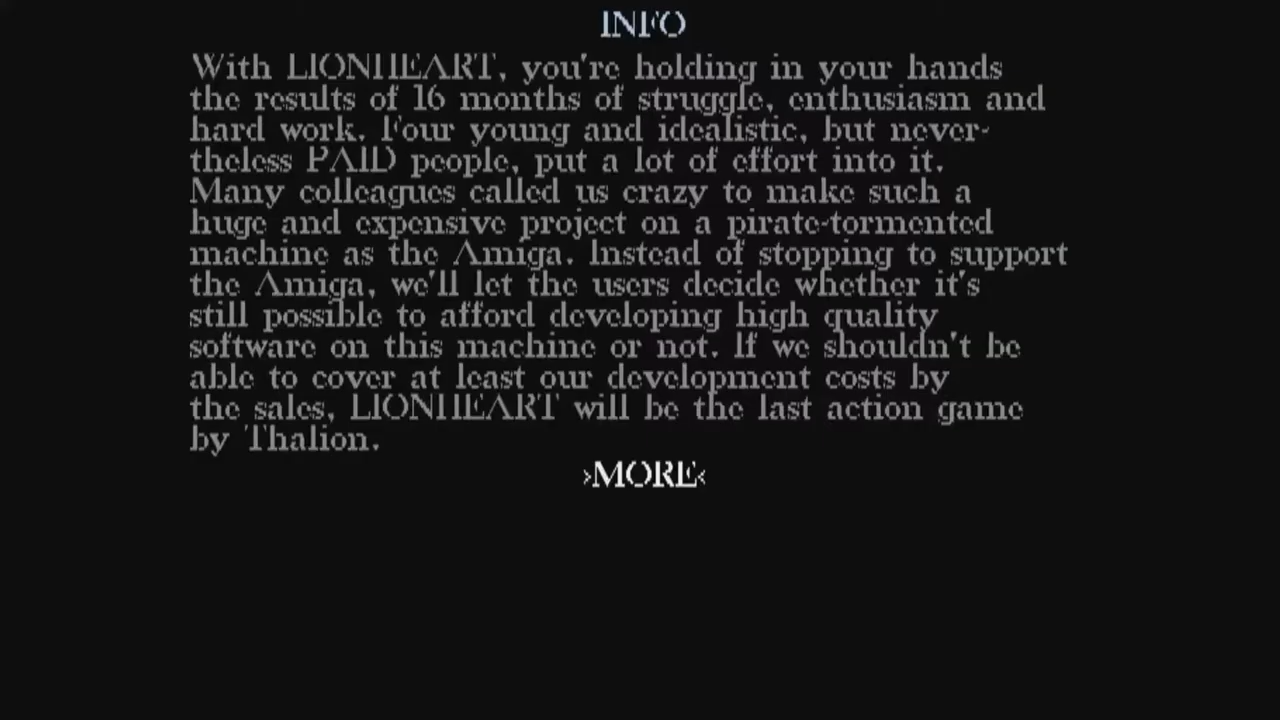 INFO
With LIONHEART, you're holding in your hands
the results of 16 months of struggle, enthusiasm and
hard work. Four young and idealistic, but never-
theless PAID people, put a lot of effort into it.
Many colleagues called us crazy to make such a
huge and expensive project on a pirate-tormented
machine as the Amiga. Instead of stopping to support
the Amiga, we'll let the users decide whether it's
still possible to afford developing high quality
software on this machine or not. If we shouldn't be
able to cover at least our development costs by
the sales, LIONHEART will be the last action game
by Thalion.
›MORE‹